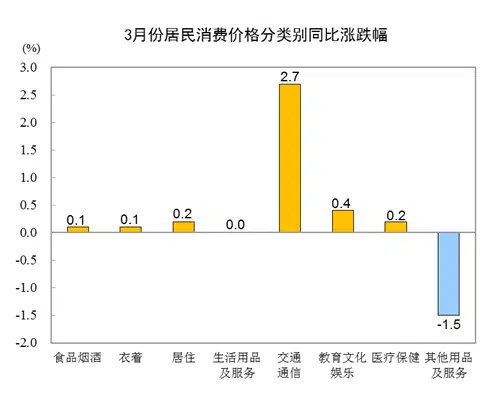 3月份居民消费价格分类别同比涨跌幅
(%)
3.0
2.5
2.0
1.5
1.0
0.5
0.0
-0.5
-1.0
-1.5
-2.0
0.1
0.1
0.2
0.0
2.7
0.4
0.2
-1.5
食品烟酒
衣着
居住
生活用品
及服务
交通
通信
教育文化
娱乐
医疗保健
其他用品
及服务